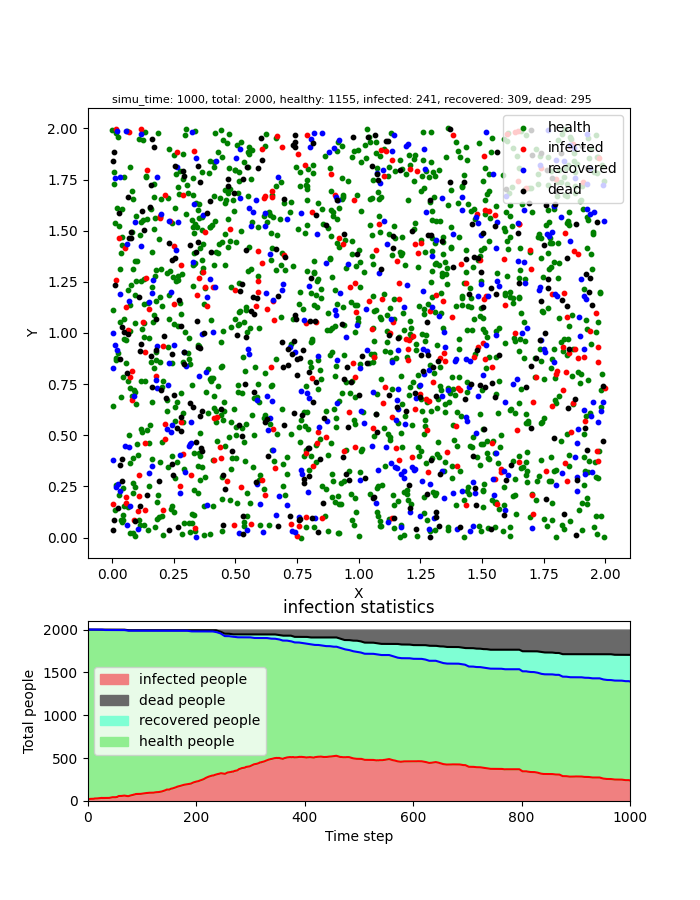 simu_time: 1000, total: 2000, healthy: 1155, infected: 241, recovered: 309, dead: 295
2.00
1.75
1.50
1.25
1.00
0.75
0.50
0.25
0.00
Y
health
infected
recovered
dead
0.00 0.25 0.50 0.75 1.00 1.25 1.50 1.75 2.00
X
infection statistics
2000
1500
1000
500
0
Total people
infected people
dead people
recovered people
health people
0 200 400 600 800 1000
Time step